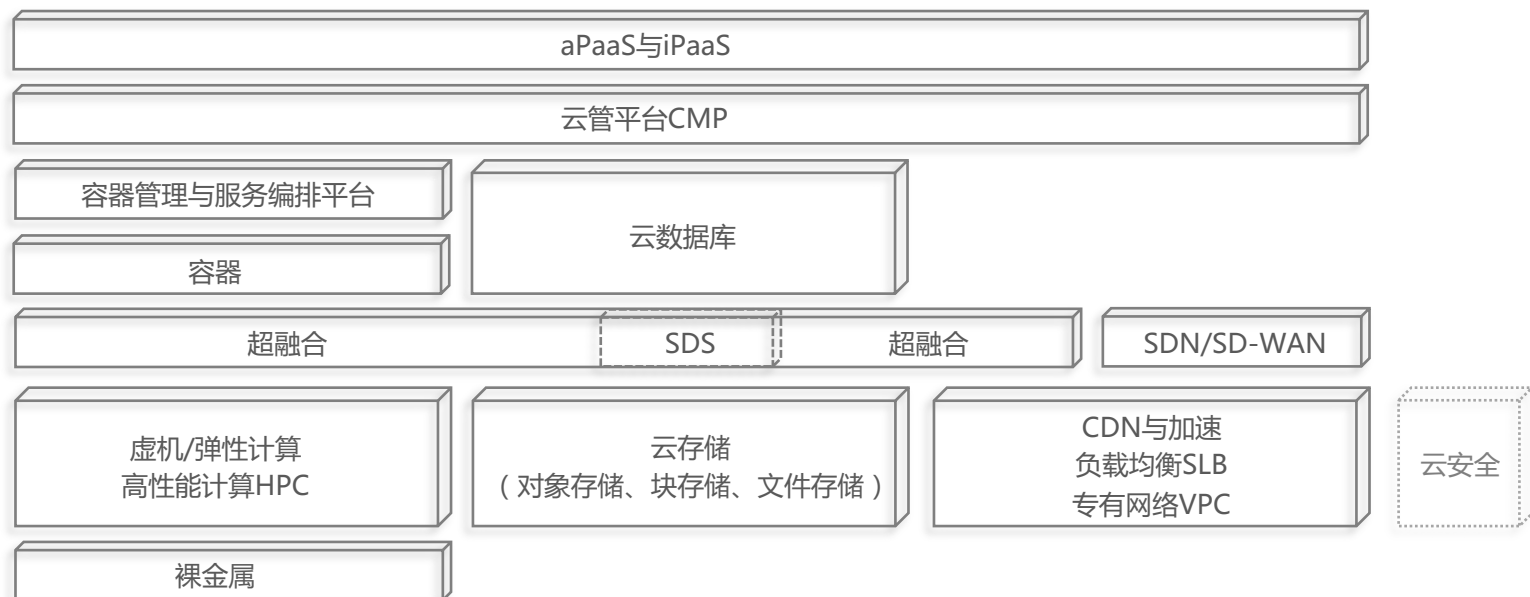 aPaaS与iPaaS
云管平台CMP
容器管理与服务编排平台
云数据库
容器
超融合
SDS
超融合
SDN/SD-WAN
虚机/弹性计算
高性能计算HPC
云存储
（对象存储、块存储、文件存储）
CDN与加速
负载均衡SLB
专有网络VPC
云安全
裸金属